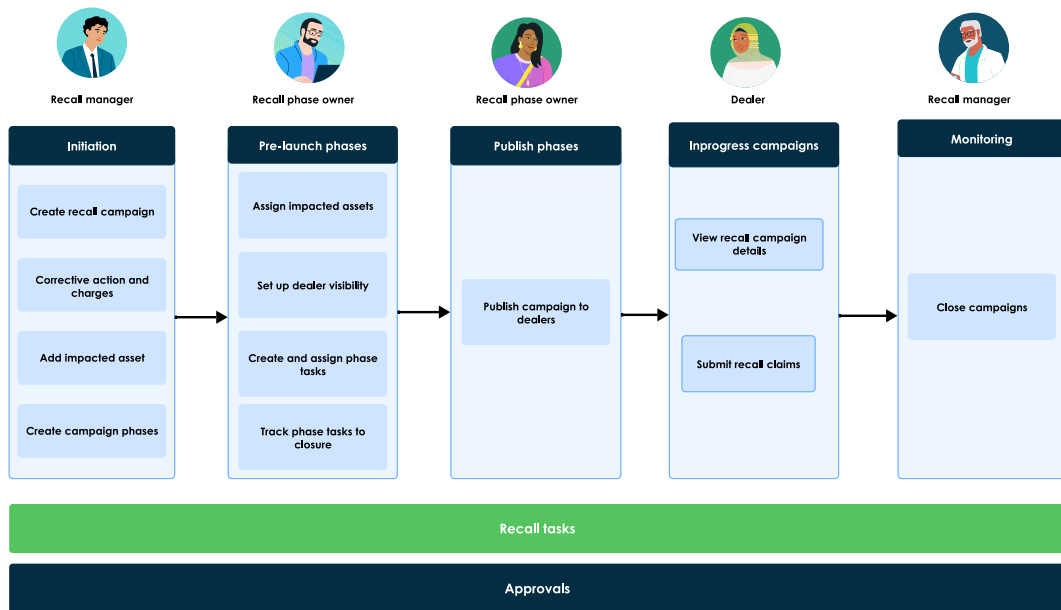 Recall manager
Recall phase owner
Recall phase owner
Dealer
Recall manager
Initiation
Create recall campaign
Corrective action and
charges
Add impacted asset
Create campaign phases
Pre-launch phases
Assign impacted assets
Set up dealer visibility
Create and assign phase
tasks
Track phase tasks to
closure
Publish phases
Publish campaign to
dealers
Inprogress campaigns
View recall campaign
details
Submit recall claims
Monitoring
Close campaigns
Recall tasks
Approvals